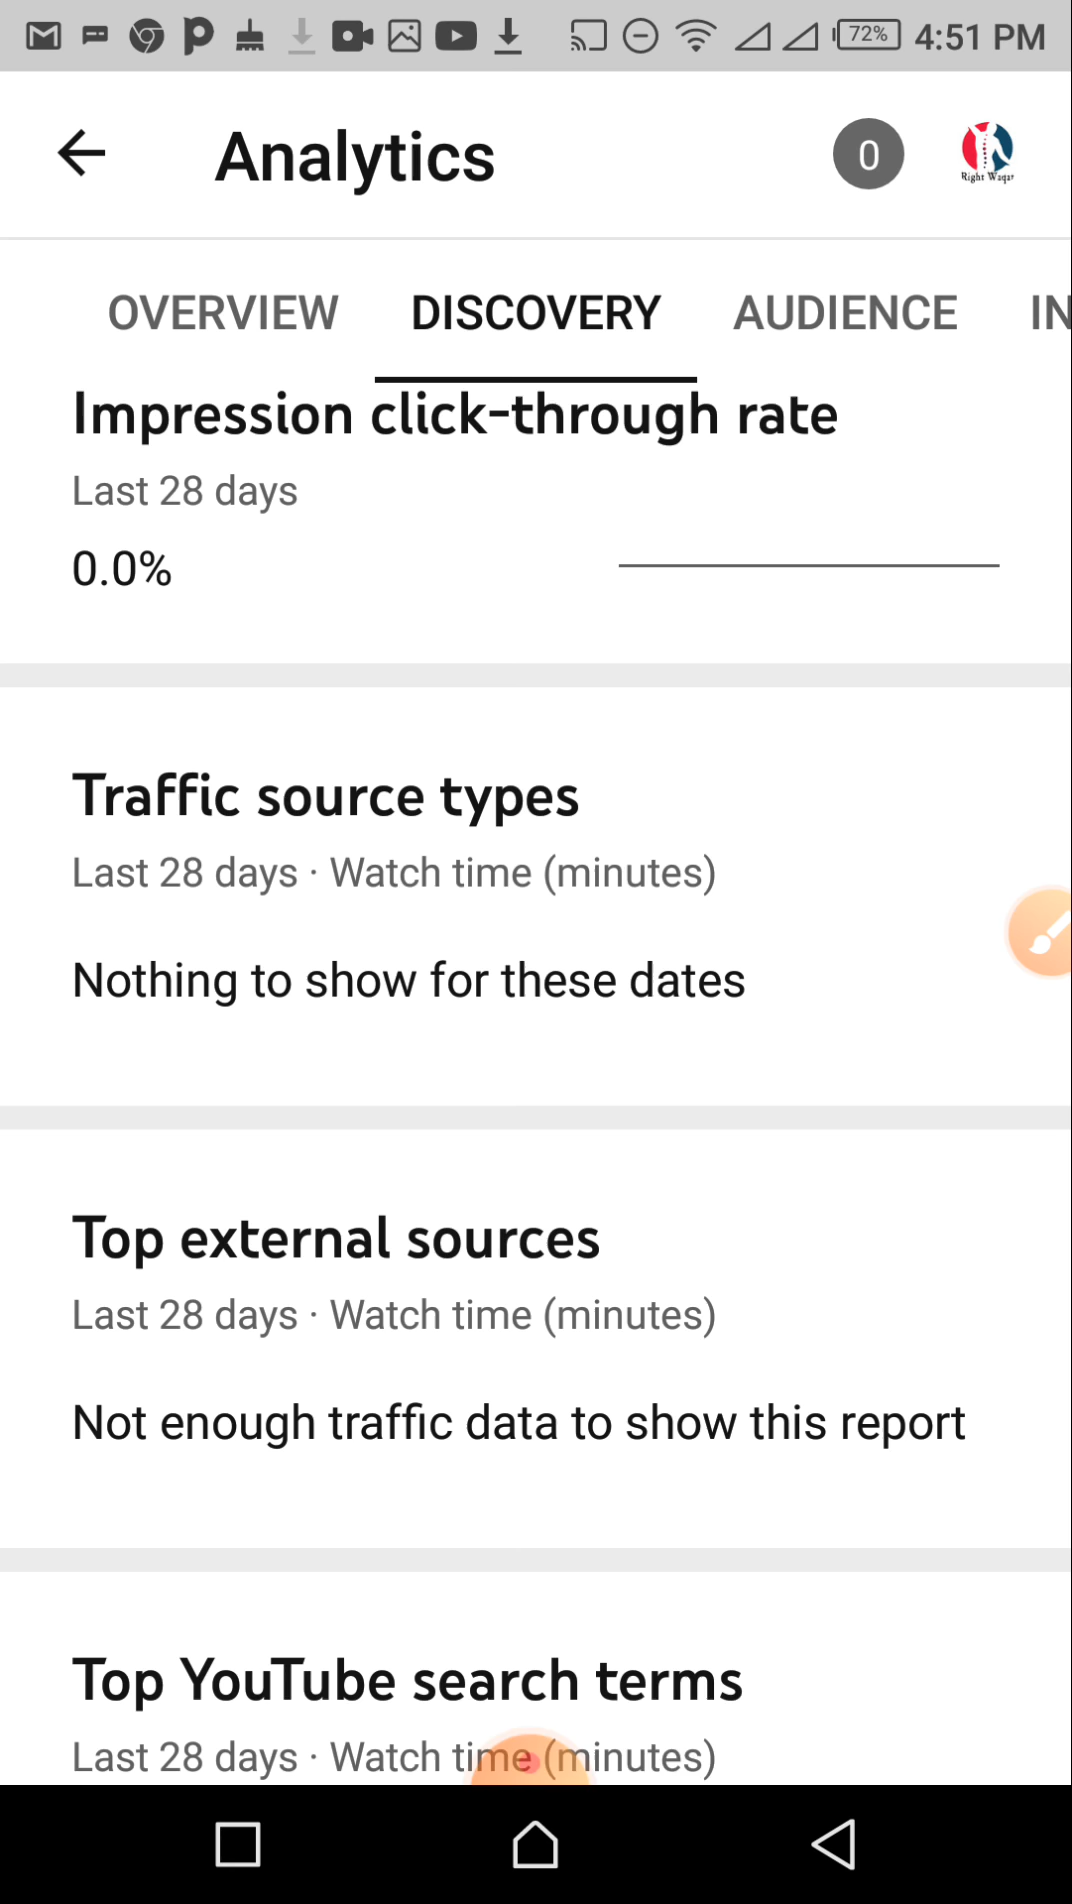 72% 4:51 PM
Analytics 0
Right Waqar
OVERVIEW DISCOVERY AUDIENCE IN
Impression click-through rate
Last 28 days
0.0%
Traffic source types
Last 28 days · Watch time (minutes)
Nothing to show for these dates
Top external sources
Last 28 days · Watch time (minutes)
Not enough traffic data to show this report
Top YouTube search terms
Last 28 days · Watch time (minutes)